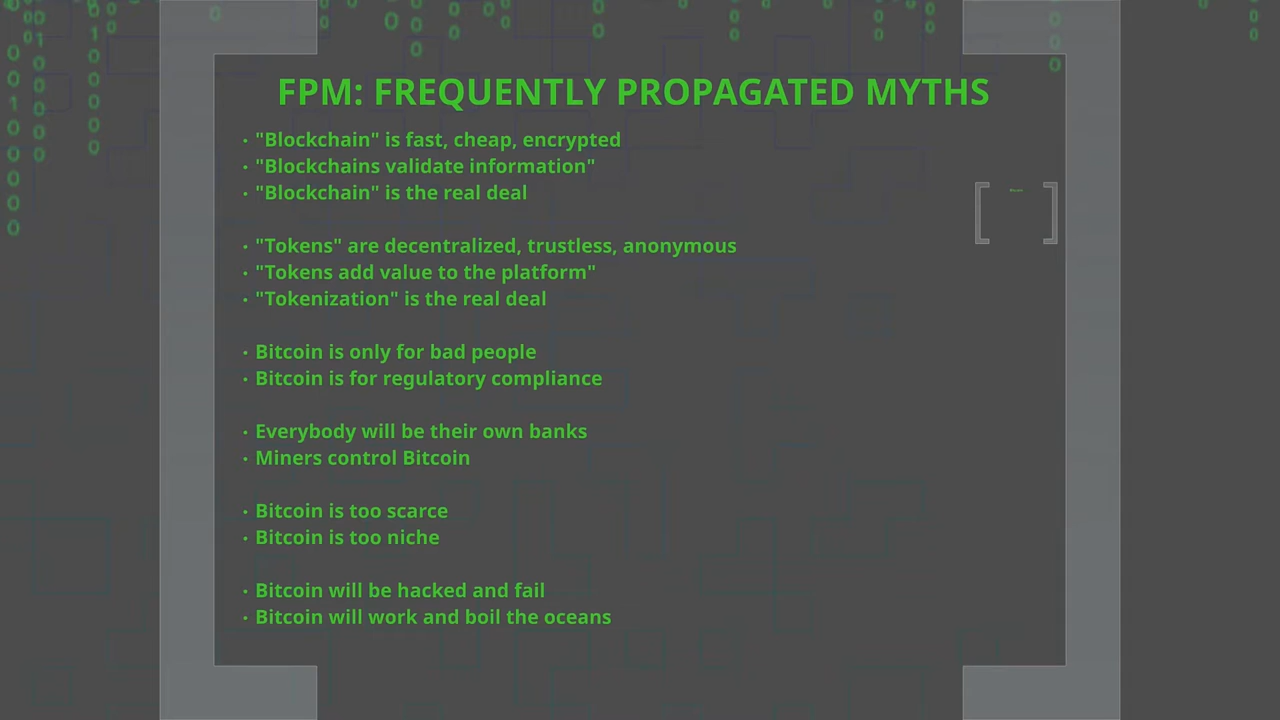 FPM: FREQUENTLY PROPAGATED MYTHS
• "Blockchain" is fast, cheap, encrypted
• "Blockchains validate information"
• "Blockchain" is the real deal
• "Tokens" are decentralized, trustless, anonymous
• "Tokens add value to the platform"
• "Tokenization" is the real deal
• Bitcoin is only for bad people
• Bitcoin is for regulatory compliance
• Everybody will be their own banks
• Miners control Bitcoin
• Bitcoin is too scarce
• Bitcoin is too niche
• Bitcoin will be hacked and fail
• Bitcoin will work and boil the oceans